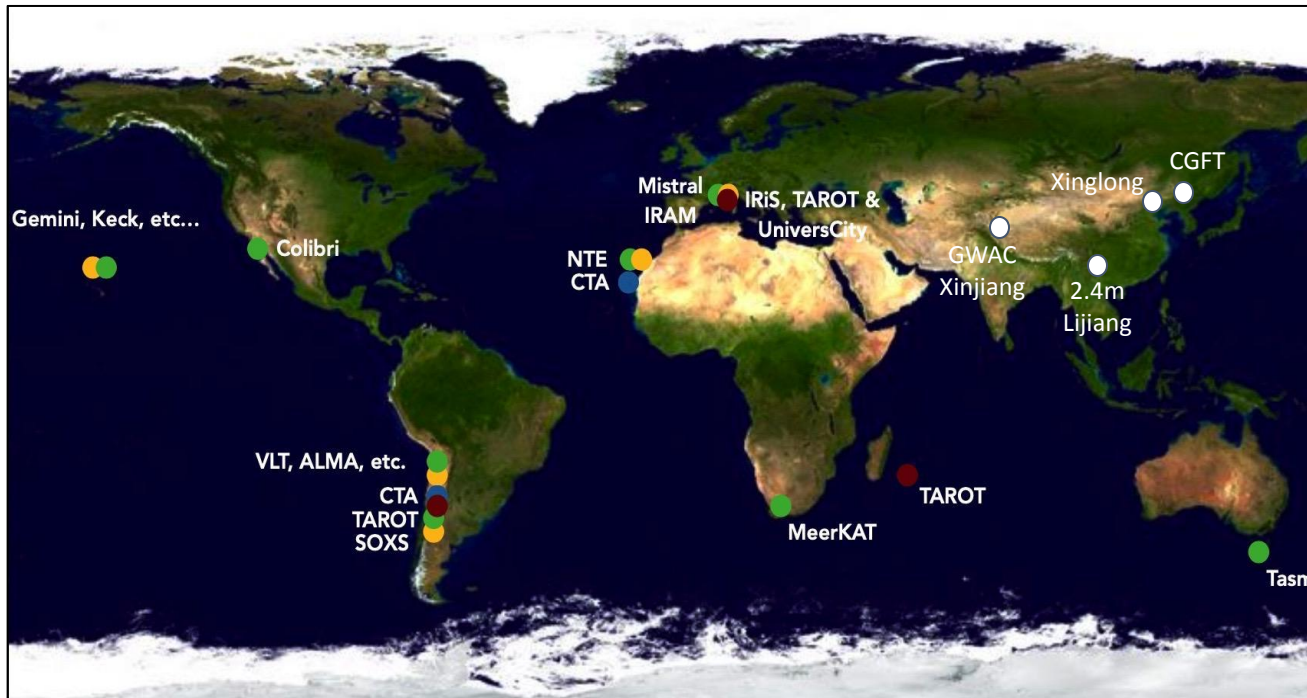 CGFT
Xinglong
Mistral
IRAM
IRiS, TAROT &
UniversCity
Gemini, Keck, etc...
Colibri
NTE
CTA
GWAC
Xinjiang
2.4m
Lijiang
VLT, ALMA, etc.
CTA
TAROT
SOXS
TAROT
MeerKAT
Tasm